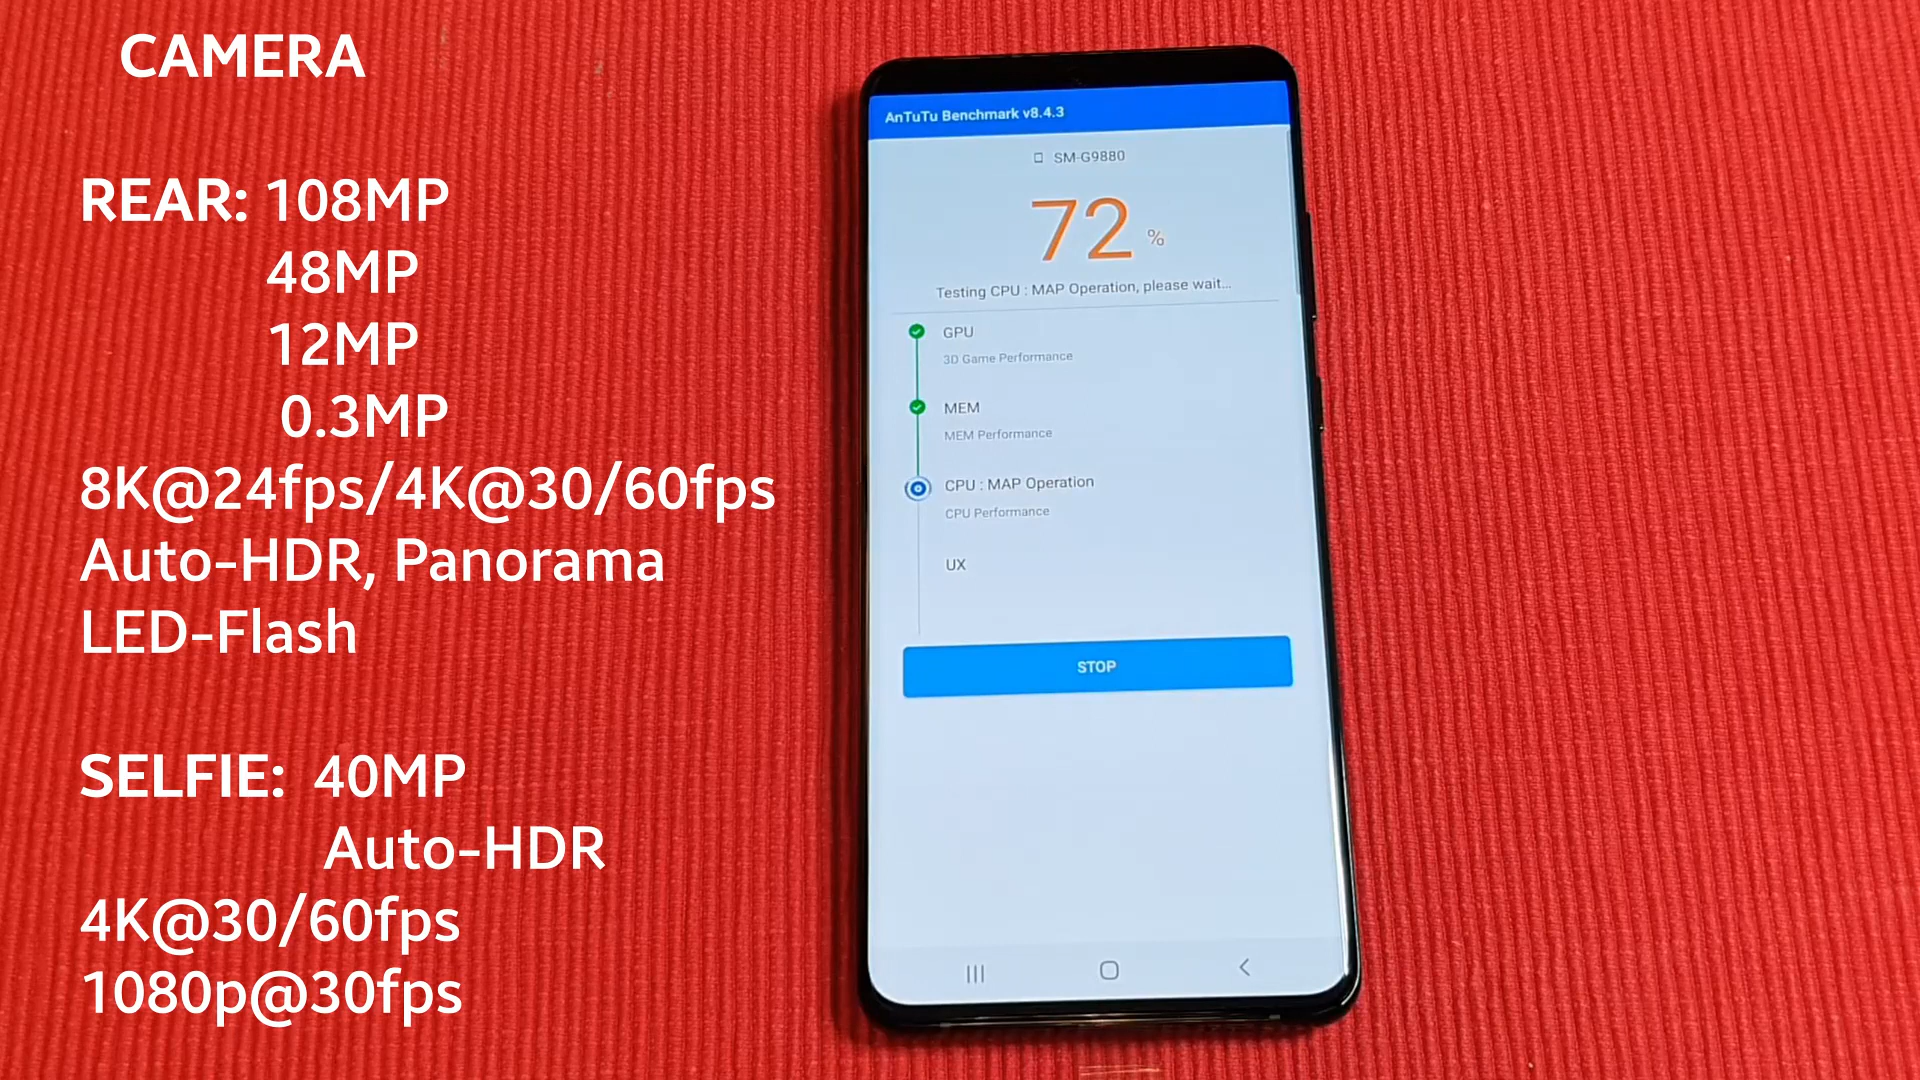 CAMERA
REAR: 108MP
48MP
12MP
0.3MP
8K@24fps/4K@30/60fps
Auto-HDR, Panorama
LED-Flash
SELFIE: 40MP
Auto-HDR
4K@30/60fps
1080p@30fps
AnTuTu Benchmark v8.4.3
SM-G9880
72 %
Testing CPU : MAP Operation, please wait...
GPU
3D Game Performance
MEM
MEM Performance
CPU : MAP Operation
CPU Performance
UX
STOP